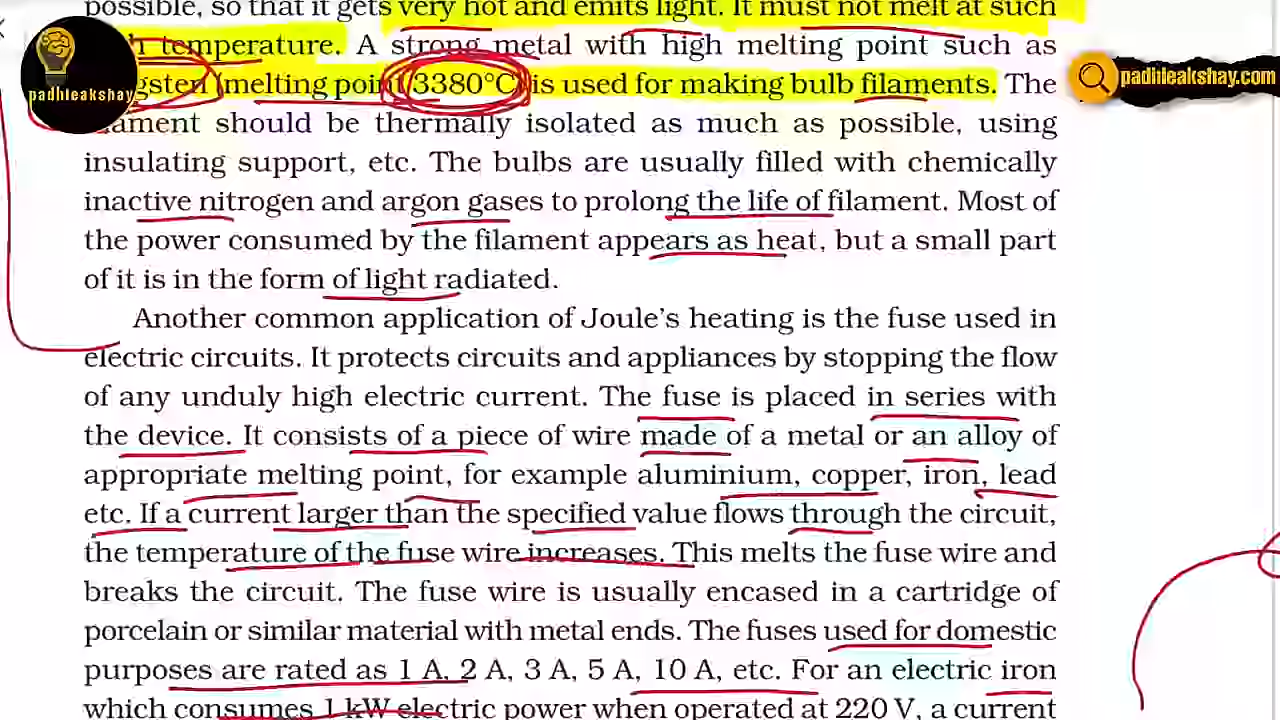 possible, so that it gets very hot and emits light. It must not melt at such
temperature. A strong metal with high melting point such as
(melting point 3380°C) is used for making bulb filaments. The
should be thermally isolated as much as possible, using
insulating support, etc. The bulbs are usually filled with chemically
inactive nitrogen and argon gases to prolong the life of filament. Most of
the power consumed by the filament appears as heat, but a small part
of it is in the form of light radiated.
Another common application of Joule's heating is the fuse used in
electric circuits. It protects circuits and appliances by stopping the flow
of any unduly high electric current. The fuse is placed in series with
the device. It consists of a piece of wire made of a metal or an alloy of
appropriate melting point, for example aluminium, copper, iron, lead
etc. If a current larger than the specified value flows through the circuit,
the temperature of the fuse wire increases. This melts the fuse wire and
breaks the circuit. The fuse wire is usually encased in a cartridge of
porcelain or similar material with metal ends. The fuses used for domestic
purposes are rated as 1 A, 2 A, 3 A, 5 A, 10 A, etc. For an electric iron
which consumes 1 kW electric power when operated at 220 V, a current
padhleakshay
padhleakshay.com